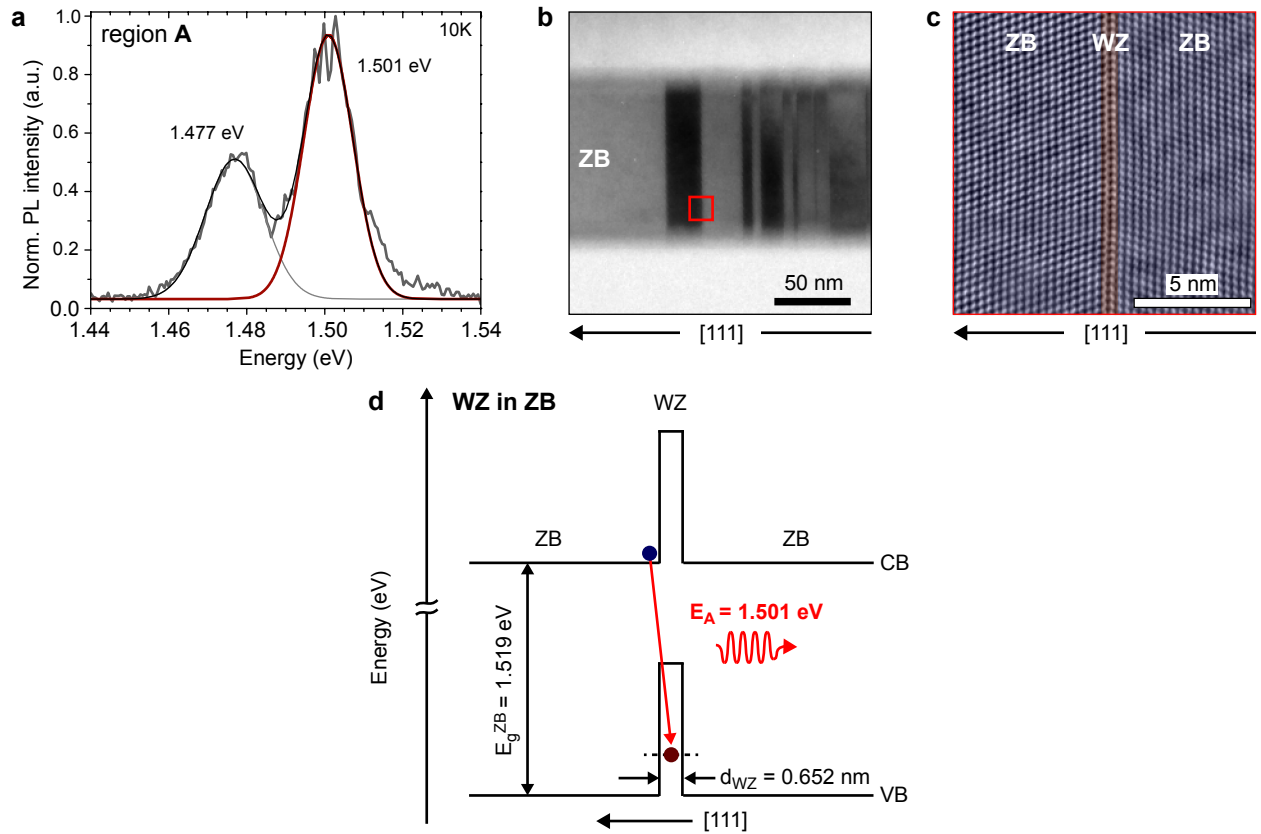 a
region A
10K
1.501 eV
1.477 eV
Norm. PL intensity (a.u.)
1.0
0.8
0.6
0.4
0.2
0.0
1.44 1.46 1.48 1.50 1.52 1.54
Energy (eV)
b
ZB
50 nm
[111]
c
ZB WZ ZB
5 nm
[111]
d
WZ in ZB
WZ
ZB ZB
CB
Energy (eV)
E_g^ZB = 1.519 eV
E_A = 1.501 eV
d_WZ = 0.652 nm
VB
[111]